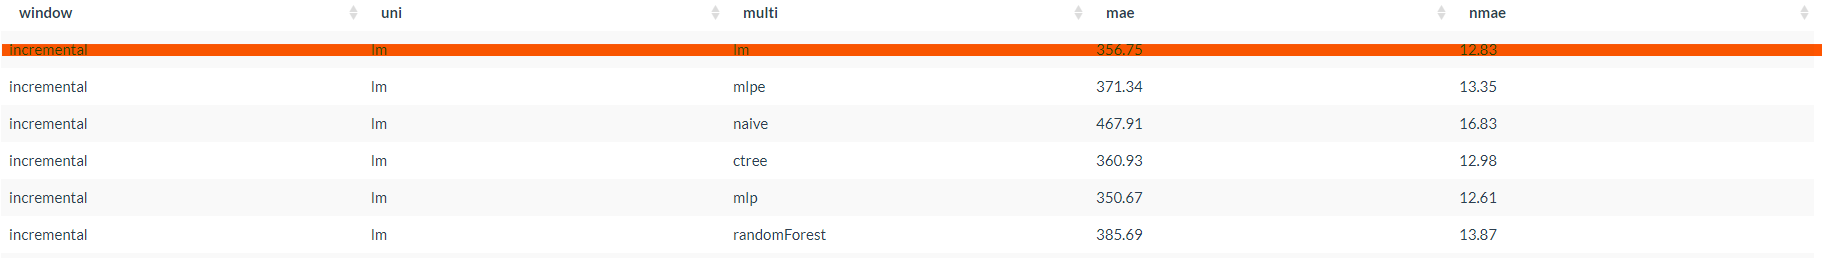 window uni multi mae nmae
incremental lm lm 356.75 12.83
incremental lm mlpe 371.34 13.35
incremental lm naive 467.91 16.83
incremental lm ctree 360.93 12.98
incremental lm mlp 350.67 12.61
incremental lm randomForest 385.69 13.87